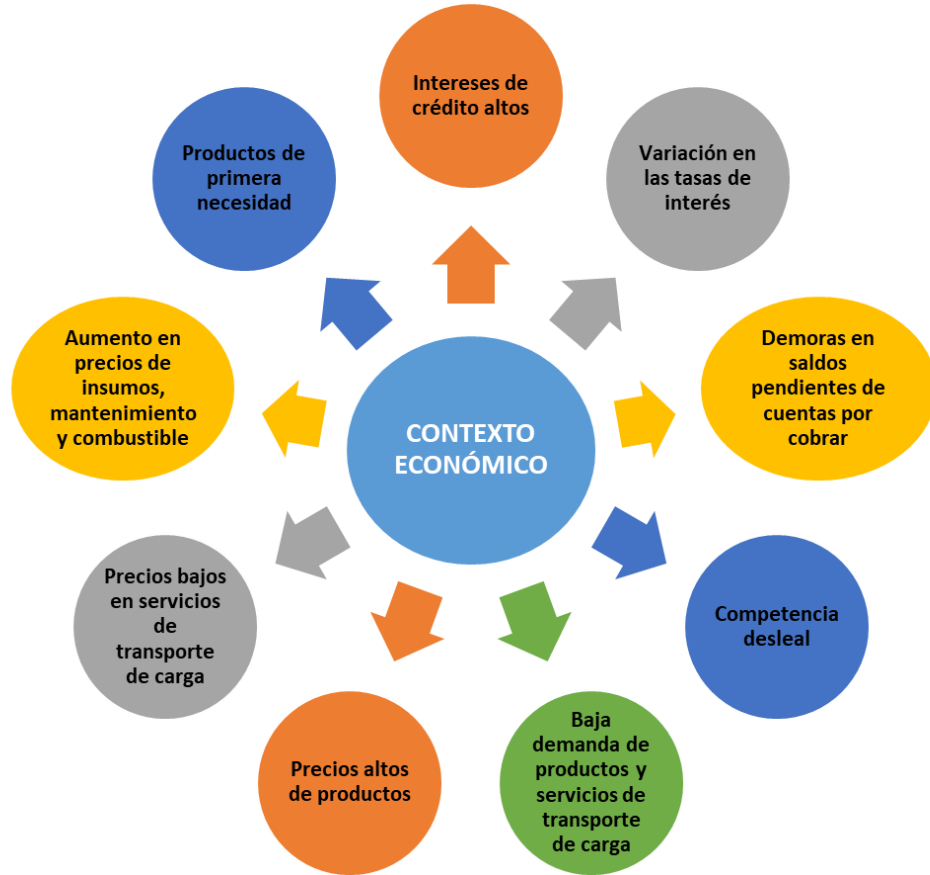 Intereses de
crédito altos
Variación en
las tasas de
interés
Demoras en
saldos
pendientes de
cuentas por
cobrar
Competencia
desleal
Baja
demanda de
productos y
servicios de
transporte
de carga
Precios altos
de productos
Precios bajos
en servicios
de
transporte
de carga
Aumento en
precios de
insumos,
mantenimiento
y combustible
Productos de
primera
necesidad
CONTEXTO
ECONÓMICO